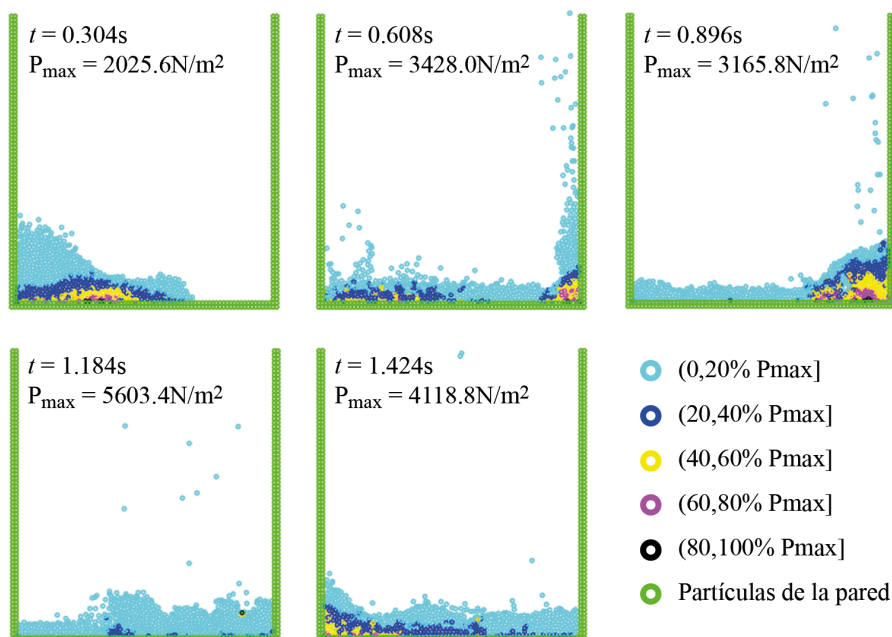 t = 0.304s
Pmax = 2025.6N/m²
t = 0.608s
Pmax = 3428.0N/m²
t = 0.896s
Pmax = 3165.8N/m²
t = 1.184s
Pmax = 5603.4N/m²
t = 1.424s
Pmax = 4118.8N/m²
(0,20% Pmax]
(20,40% Pmax]
(40,60% Pmax]
(60,80% Pmax]
(80,100% Pmax]
Partículas de la pared